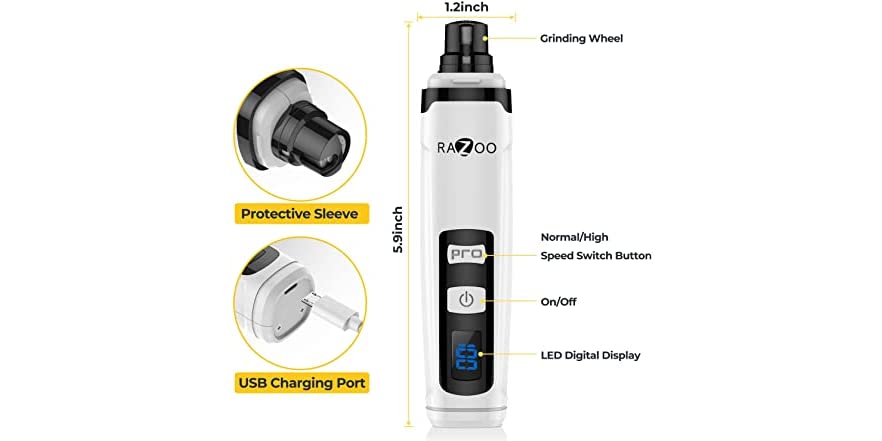 1.2inch
Grinding Wheel
RAZOO
Protective Sleeve
5.9inch
Normal/High
pro
Speed Switch Button
On/Off
LED Digital Display
00
USB Charging Port